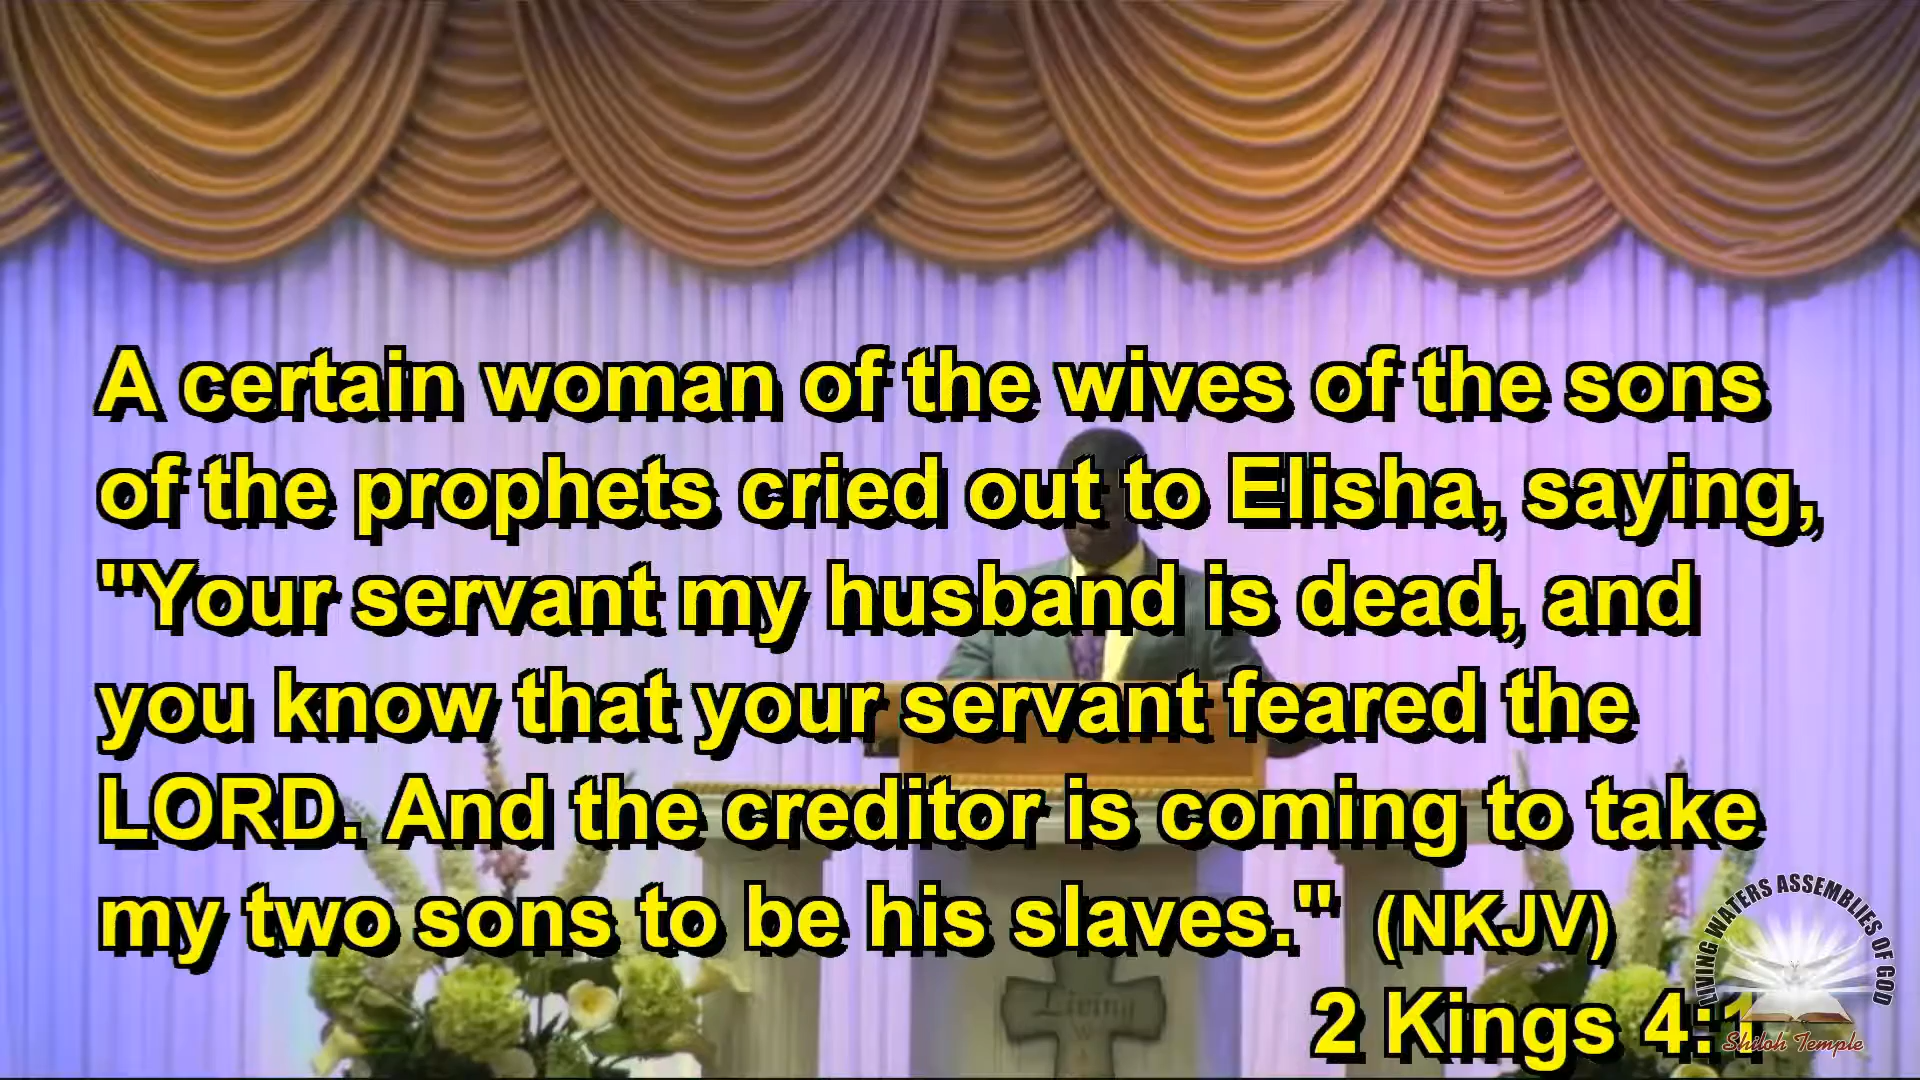 A certain woman of the wives of the sons
of the prophets cried out to Elisha, saying,
"Your servant my husband is dead, and
you know that your servant feared the
LORD. And the creditor is coming to take
my two sons to be his slaves." (NKJV)
2 Kings 4:1
LIVING WATERS ASSEMBLIES OF GOD
Shiloh Temple
Living